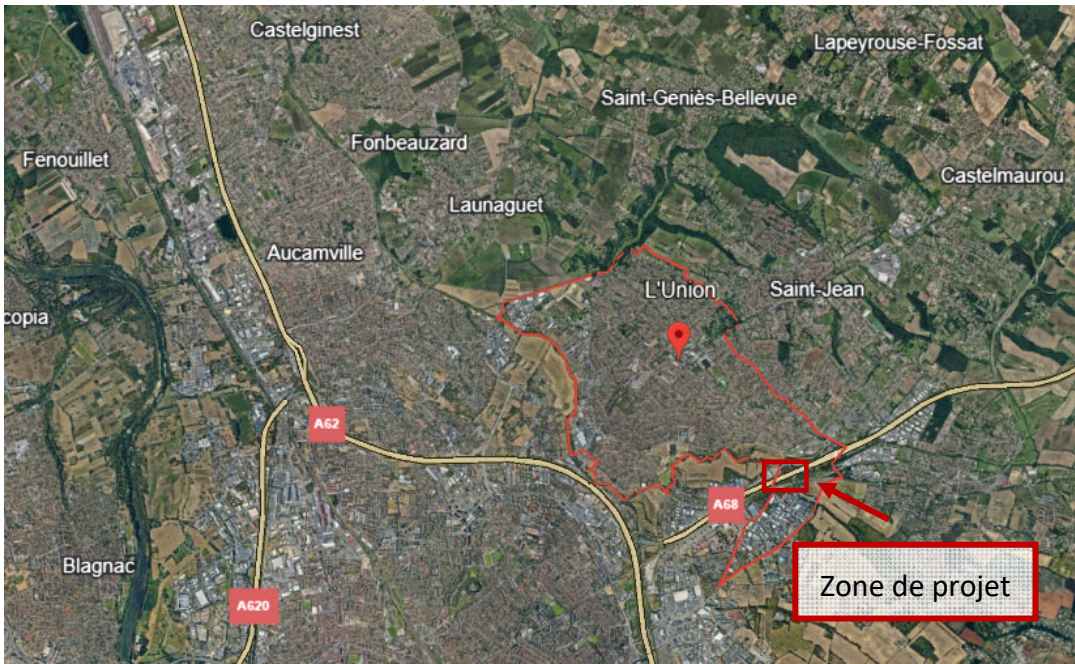 Castelginest
Lapeyrouse-Fossat
Saint-Geniès-Bellevue
Fonbeauzard
Fenouillet
Castelmaurou
Launaguet
Aucamville
L'Union
Saint-Jean
copia
A62
A68
Blagnac
Zone de projet
A620